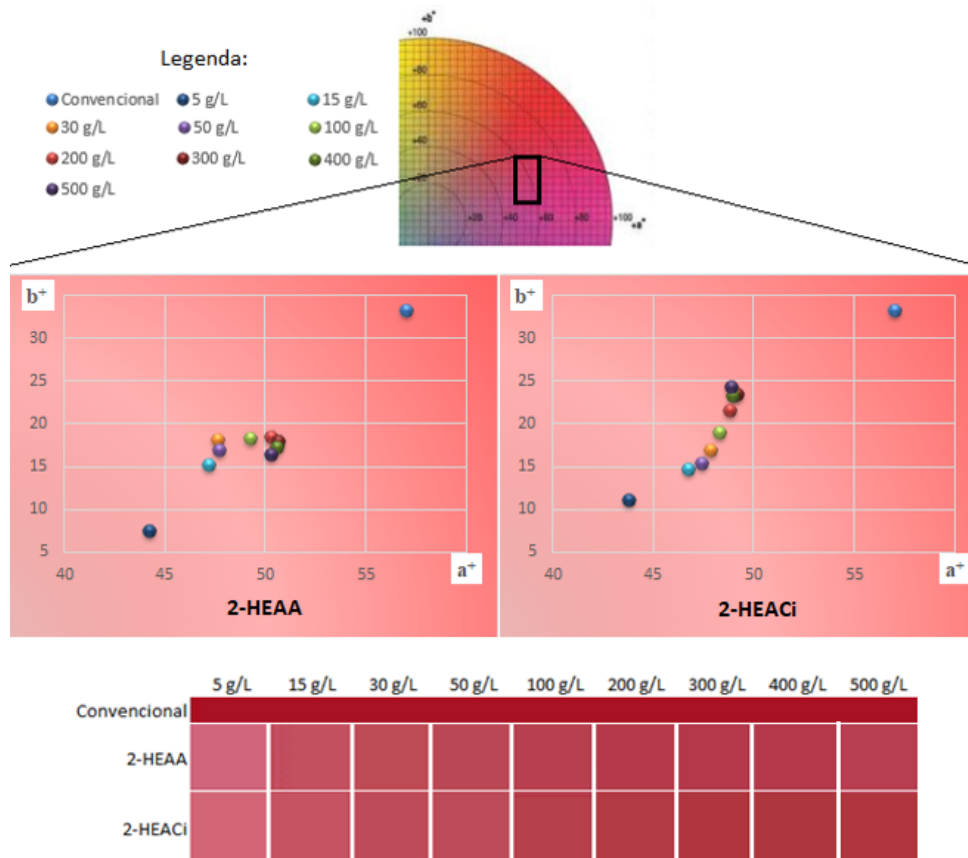 Legenda:
Convencional 5 g/L 15 g/L
30 g/L 50 g/L 100 g/L
200 g/L 300 g/L 400 g/L
500 g/L
+b*
+100
+80
+60
+40
+20 +40 +60 +80 +100
+a*
b⁺
30
25
20
15
10
5
40 45 50 55
a⁺
2-HEAA
b⁺
30
25
20
15
10
5
40 45 50 55
a⁺
2-HEACi
5 g/L 15 g/L 30 g/L 50 g/L 100 g/L 200 g/L 300 g/L 400 g/L 500 g/L
Convencional
2-HEAA
2-HEACi